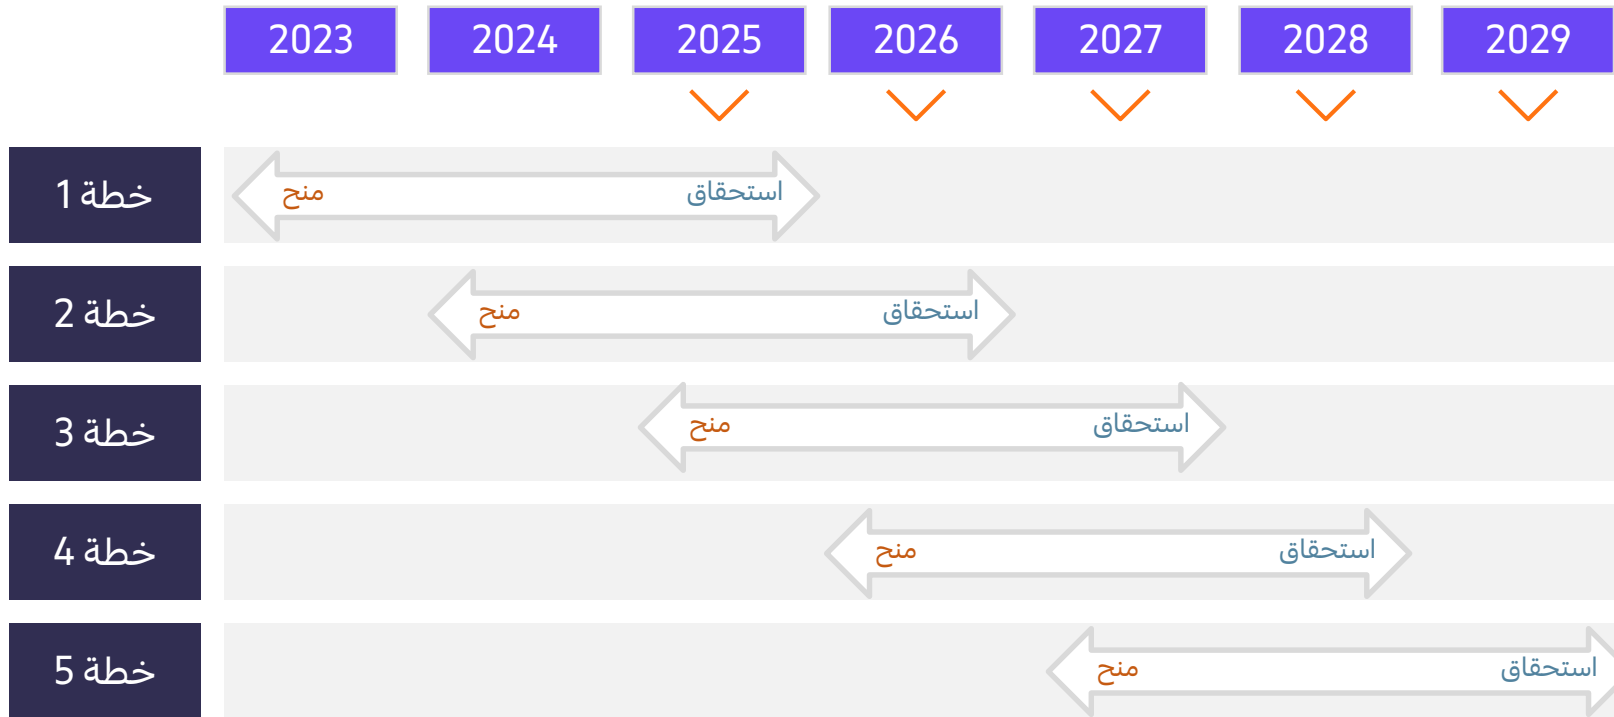 2023 2024 2025 2026 2027 2028 2029
خطة 1
منح استحقاق
خطة 2
منح استحقاق
خطة 3
منح استحقاق
خطة 4
منح استحقاق
خطة 5
منح استحقاق